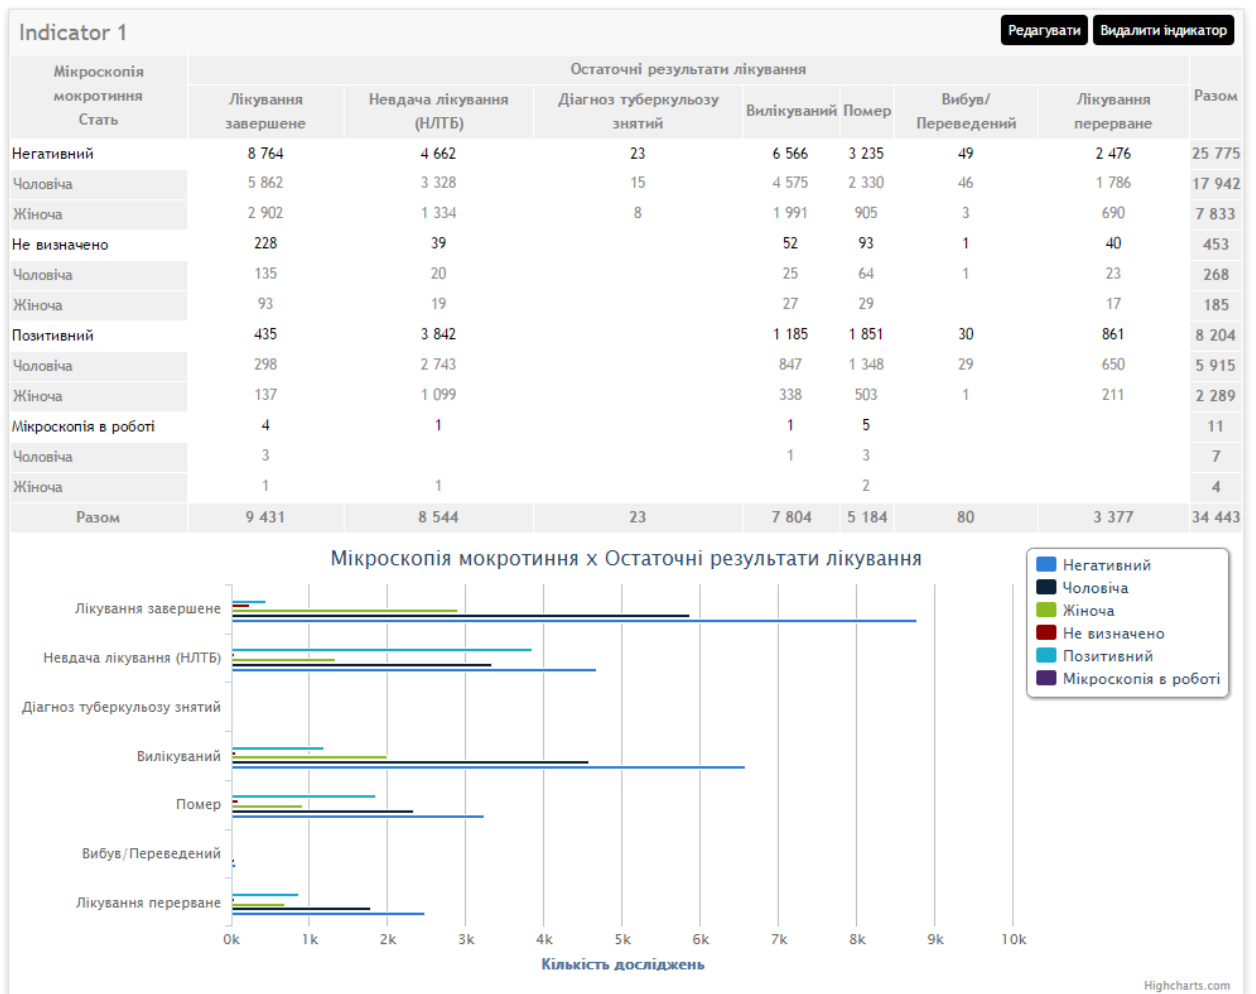 Indicator 1
Редагувати Видалити індикатор
Мікроскопія мокротиння Стать
Остаточні результати лікування
Разом
Лікування завершене
Невдача лікування (НЛТБ)
Діагноз туберкульозу знятий
Вилікуваний
Помер
Вибув/ Переведений
Лікування перерване
Негативний 8 764 4 662 23 6 566 3 235 49 2 476 25 775
Чоловіча 5 862 3 328 15 4 575 2 330 46 1 786 17 942
Жіноча 2 902 1 334 8 1 991 905 3 690 7 833
Не визначено 228 39 52 93 1 40 453
Чоловіча 135 20 25 64 1 23 268
Жіноча 93 19 27 29 17 185
Позитивний 435 3 842 1 185 1 851 30 861 8 204
Чоловіча 298 2 743 847 1 348 29 650 5 915
Жіноча 137 1 099 338 503 1 211 2 289
Мікроскопія в роботі 4 1 1 5 11
Чоловіча 3 1 3 7
Жіноча 1 1 2 4
Разом 9 431 8 544 23 7 804 5 184 80 3 377 34 443
Мікроскопія мокротиння x Остаточні результати лікування
Негативний
Чоловіча
Жіноча
Не визначено
Позитивний
Мікроскопія в роботі
Лікування завершене
Невдача лікування (НЛТБ)
Діагноз туберкульозу знятий
Вилікуваний
Помер
Вибув/Переведений
Лікування перерване
0k 1k 2k 3k 4k 5k 6k 7k 8k 9k 10k
Кількість досліджень
Highcharts.com